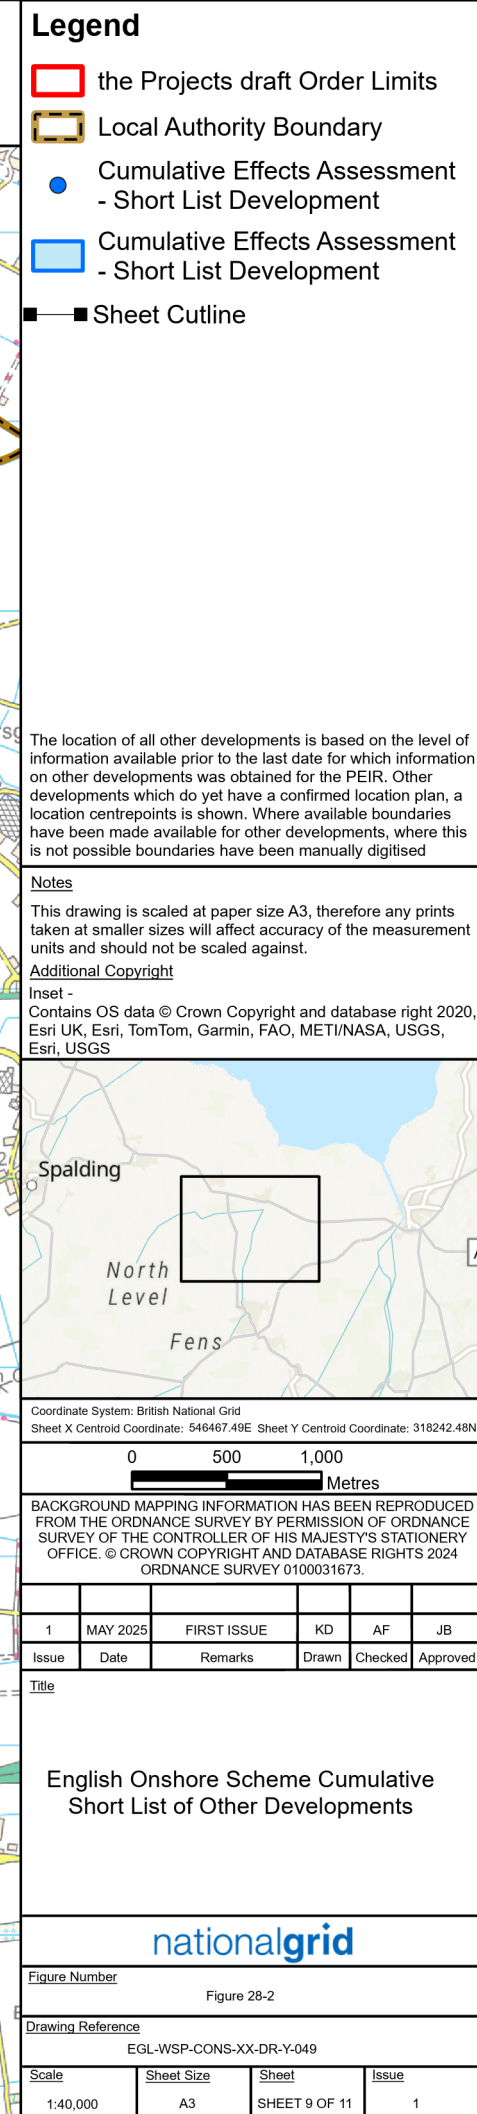 Legend
the Projects draft Order Limits
Local Authority Boundary
Cumulative Effects Assessment
- Short List Development
Cumulative Effects Assessment
- Short List Development
Sheet Cutline
The location of all other developments is based on the level of
information available prior to the last date for which information
on other developments was obtained for the PEIR. Other
developments which do yet have a confirmed location plan, a
location centrepoints is shown. Where available boundaries
have been made available for other developments, where this
is not possible boundaries have been manually digitised
Notes
This drawing is scaled at paper size A3, therefore any prints
taken at smaller sizes will affect accuracy of the measurement
units and should not be scaled against.
Additional Copyright
Inset -
Contains OS data © Crown Copyright and database right 2020,
Esri UK, Esri, TomTom, Garmin, FAO, METI/NASA, USGS,
Esri, USGS
Spalding
North
Level
Fens
Coordinate System: British National Grid
Sheet X Centroid Coordinate: 546467.49E Sheet Y Centroid Coordinate: 318242.48N
0 500 1,000
Metres
BACKGROUND MAPPING INFORMATION HAS BEEN REPRODUCED
FROM THE ORDNANCE SURVEY BY PERMISSION OF ORDNANCE
SURVEY OF THE CONTROLLER OF HIS MAJESTY'S STATIONERY
OFFICE. © CROWN COPYRIGHT AND DATABASE RIGHTS 2024
ORDNANCE SURVEY 0100031673.
1 MAY 2025 FIRST ISSUE KD AF JB
Issue Date Remarks Drawn Checked Approved
Title
English Onshore Scheme Cumulative
Short List of Other Developments
nationalgrid
Figure Number
Figure 28-2
Drawing Reference
EGL-WSP-CONS-XX-DR-Y-049
Scale Sheet Size Sheet Issue
1:40,000 A3 SHEET 9 OF 11 1